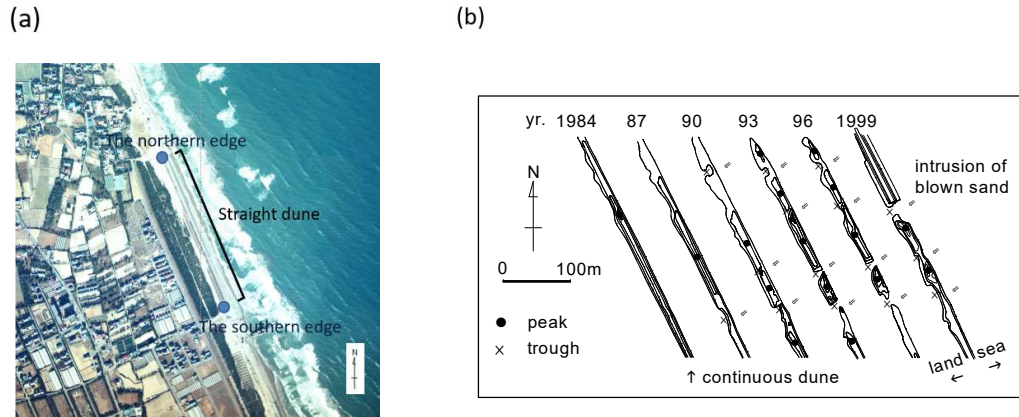 (a)
The northern edge
Straight dune
The southern edge
N
(b)
yr. 1984 87 90 93 96 1999
N
intrusion of
blown sand
0 100m
● peak
× trough
↑ continuous dune
land sea
← →